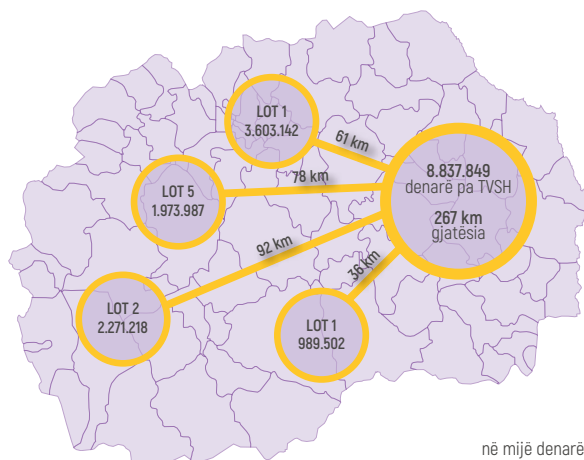 LOT 1
3.603.142
61 km
8.837.849
denarë pa TVSH
267 km
gjatësia
LOT 5
1.973.987
78 km
92 km
36 km
LOT 2
2.271.218
LOT 1
989.502
në mijë denarë